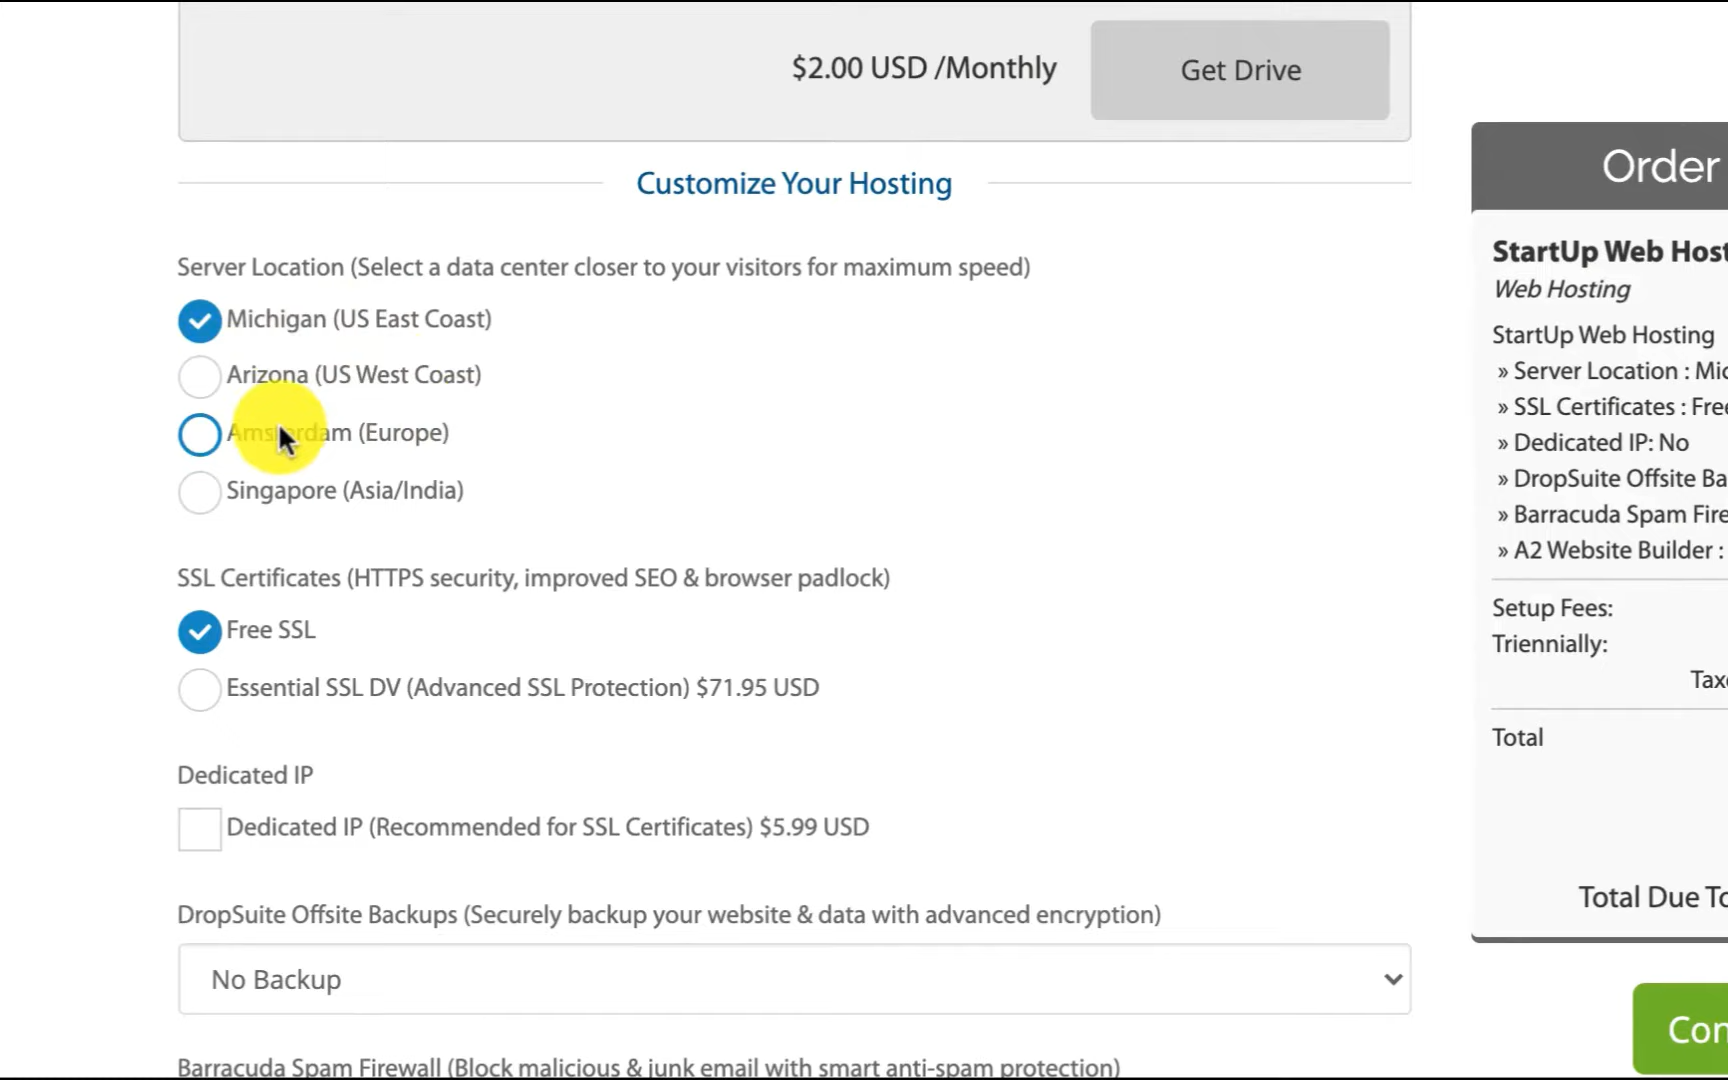 $2.00 USD /Monthly
Get Drive
Customize Your Hosting
Server Location (Select a data center closer to your visitors for maximum speed)
Michigan (US East Coast)
Arizona (US West Coast)
Amsterdam (Europe)
Singapore (Asia/India)
SSL Certificates (HTTPS security, improved SEO & browser padlock)
Free SSL
Essential SSL DV (Advanced SSL Protection) $71.95 USD
Dedicated IP
Dedicated IP (Recommended for SSL Certificates) $5.99 USD
DropSuite Offsite Backups (Securely backup your website & data with advanced encryption)
No Backup
Barracuda Spam Firewall (Block malicious & junk email with smart anti-spam protection)
Order
StartUp Web Host
Web Hosting
StartUp Web Hosting
» Server Location : Mic
» SSL Certificates : Free
» Dedicated IP: No
» DropSuite Offsite Ba
» Barracuda Spam Fire
» A2 Website Builder :
Setup Fees:
Triennially:
Taxe
Total
Total Due To
Con